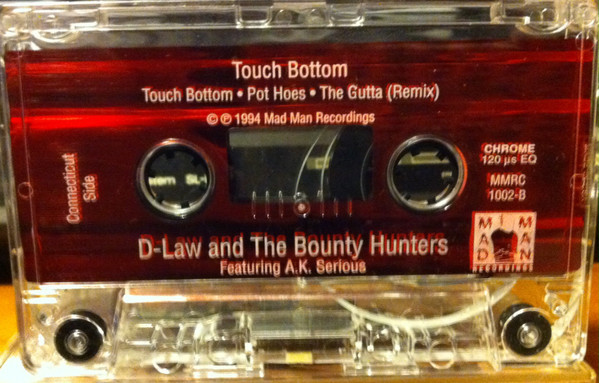 Touch Bottom
Touch Bottom • Pot Hoes • The Gutta (Remix)
© ℗ 1994 Mad Man Recordings
Connecticut
Side
CHROME
120 µs EQ
MMRC
1002-B
D-Law and The Bounty Hunters
Featuring A.K. Serious
MAD
MAN
RECORDINGS